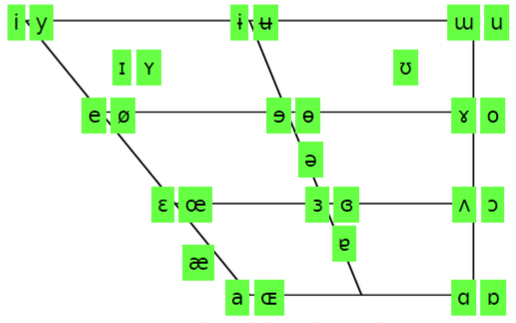 i y ɨ ʉ ɯ u
ɪ ʏ ʊ
e ø ɘ ɵ ɤ o
ə
ɛ œ ɜ ɞ ʌ ɔ
æ ɐ
a ɶ ɑ ɒ